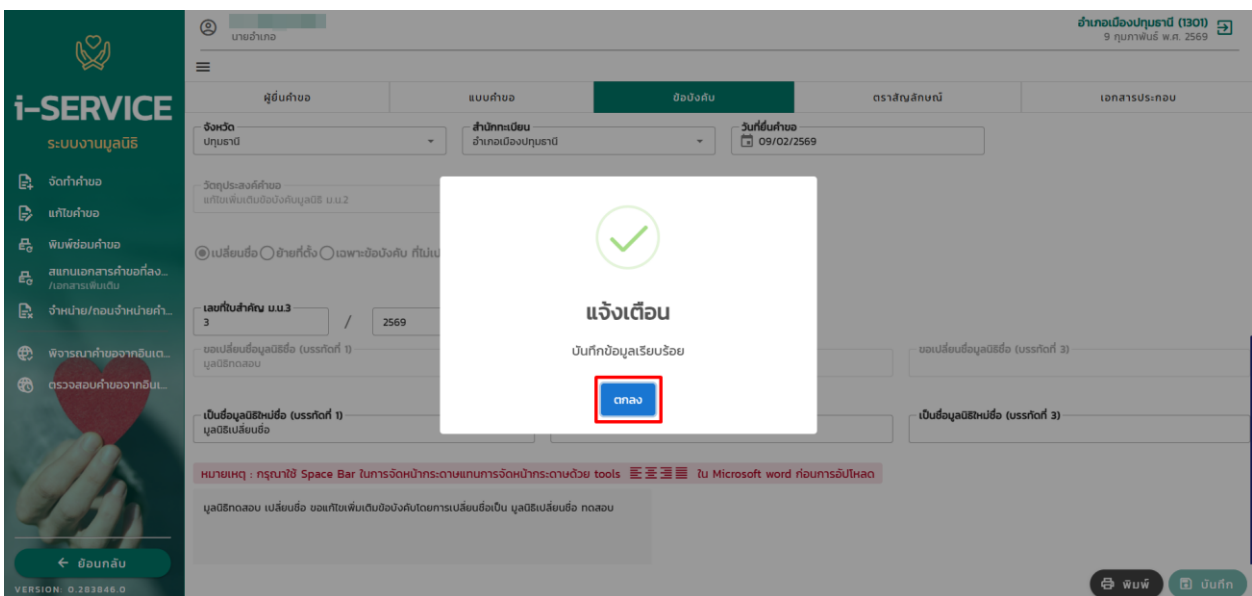 นายอำเภอ
อำเภอเมืองปทุมธานี (1301)
9 กุมภาพันธ์ พ.ศ. 2569
i-SERVICE
ระบบงานมูลนิธิ
จัดทำคำขอ
แก้ไขคำขอ
พิมพ์ซ่อมคำขอ
สแกนเอกสารคำขอที่ลง...
/เอกสารเพิ่มเติม
จำหน่าย/ถอนจำหน่ายคำ...
พิจารณาคำขอจากอินเต...
ตรวจสอบคำขอจากอินเ...
ย้อนกลับ
VERSION: 0.283846.0
ผู้ยื่นคำขอ แบบคำขอ ข้อบังคับ ตราสัญลักษณ์ เอกสารประกอบ
จังหวัด สำนักทะเบียน วันที่ยื่นคำขอ
ปทุมธานี อำเภอเมืองปทุมธานี 09/02/2569
วัตถุประสงค์คำขอ
แก้ไขเพิ่มเติมข้อบังคับมูลนิธิ ม.น.2
เปลี่ยนชื่อ ย้ายที่ตั้ง เฉพาะข้อบังคับ ที่ไม่เป
เลขที่ใบสำคัญ ม.น.3
3 / 2569
ขอเปลี่ยนชื่อมูลนิธิชื่อ (บรรทัดที่ 1) ขอเปลี่ยนชื่อมูลนิธิชื่อ (บรรทัดที่ 3)
มูลนิธิทดสอบ
เป็นชื่อมูลนิธิใหม่ชื่อ (บรรทัดที่ 1) เป็นชื่อมูลนิธิใหม่ชื่อ (บรรทัดที่ 3)
มูลนิธิเปลี่ยนชื่อ
แจ้งเตือน
บันทึกข้อมูลเรียบร้อย
ตกลง
หมายเหตุ : กรุณาใช้ Space Bar ในการจัดหน้ากระดาษแทนการจัดหน้ากระดาษด้วย tools ใน Microsoft word ก่อนการอัปโหลด
มูลนิธิทดสอบ เปลี่ยนชื่อ ขอแก้ไขเพิ่มเติมข้อบังคับโดยการเปลี่ยนชื่อเป็น มูลนิธิเปลี่ยนชื่อ ทดสอบ
พิมพ์ บันทึก